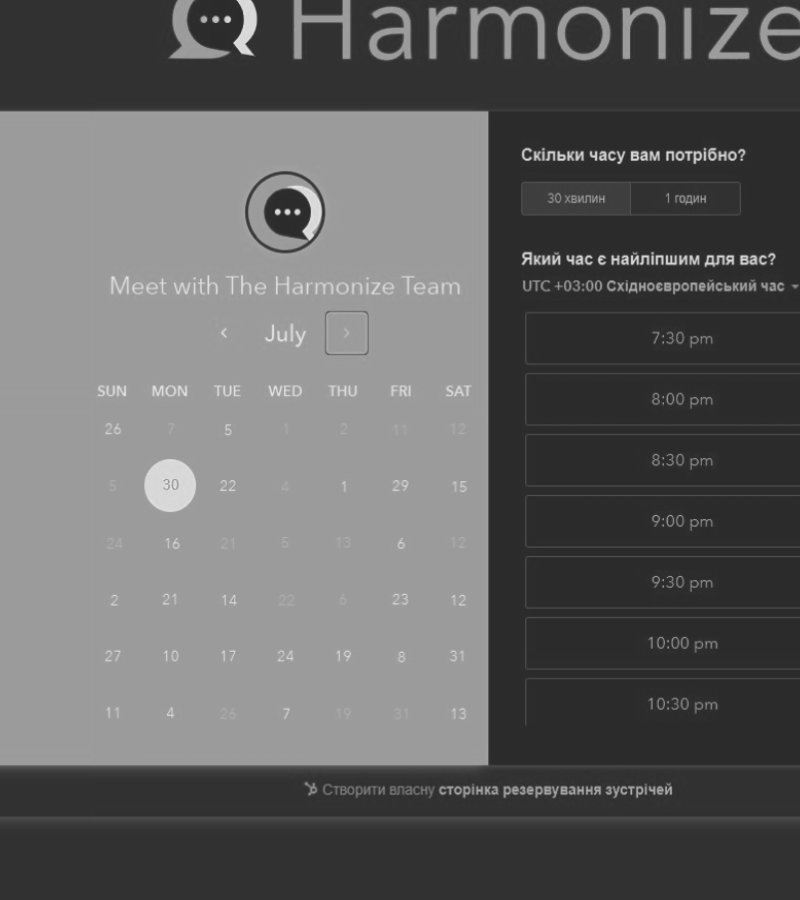 Harmonize
Meet with The Harmonize Team
July
SUN MON TUE WED THU FRI SAT
26 7 5 1 2 11 12
5 30 22 4 1 29 15
24 16 21 5 13 6 12
2 21 14 22 6 23 12
27 10 17 24 19 8 31
11 4 26 7 19 31 13
Скільки часу вам потрібно?
30 хвилин 1 годин
Який час є найліпшим для вас?
UTC +03:00 Східноєвропейський час
7:30 pm
8:00 pm
8:30 pm
9:00 pm
9:30 pm
10:00 pm
10:30 pm
Створити власну сторінка резервування зустрічей